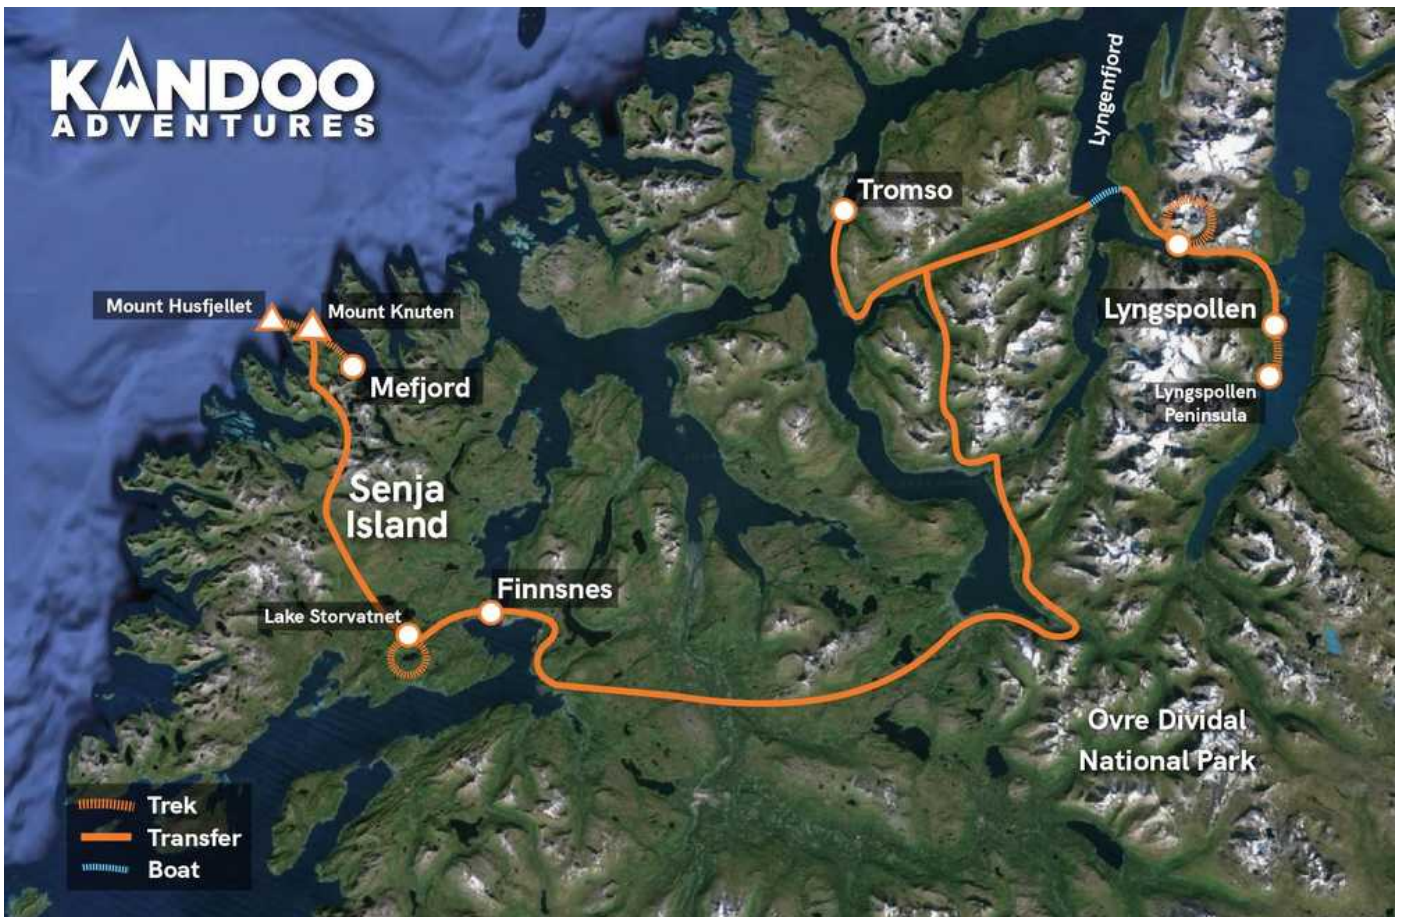 KANDOO
ADVENTURES
Lyngenfjord
Tromso
Mount Husfjellet
Mount Knuten
Lyngspollen
Mefjord
Lyngspollen
Peninsula
Senja
Island
Finnsnes
Lake Storvatnet
Ovre Dividal
National Park
Trek
Transfer
Boat